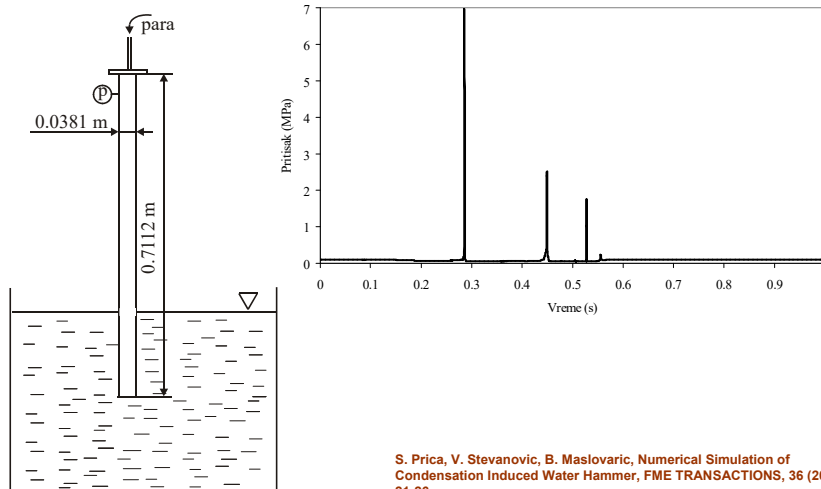 para
P
0.0381 m
0.7112 m
Pritisak (MPa)
7
6
5
4
3
2
1
0
0 0.1 0.2 0.3 0.4 0.5 0.6 0.7 0.8 0.9
Vreme (s)
S. Prica, V. Stevanovic, B. Maslovaric, Numerical Simulation of
Condensation Induced Water Hammer, FME TRANSACTIONS, 36 (20